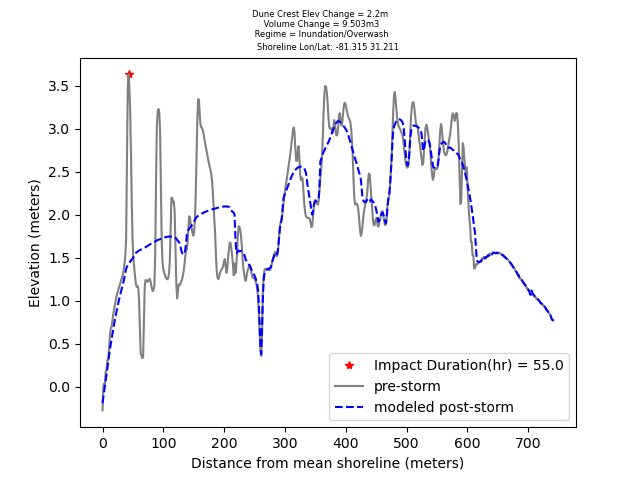 Dune Crest Elev Change = 2.2m
Volume Change = 9.503m3
Regime = Inundation/Overwash
Shoreline Lon/Lat: -81.315 31.211
3.5
3.0
2.5
2.0
1.5
1.0
0.5
0.0
Elevation (meters)
Impact Duration(hr) = 55.0
pre-storm
modeled post-storm
0 100 200 300 400 500 600 700
Distance from mean shoreline (meters)